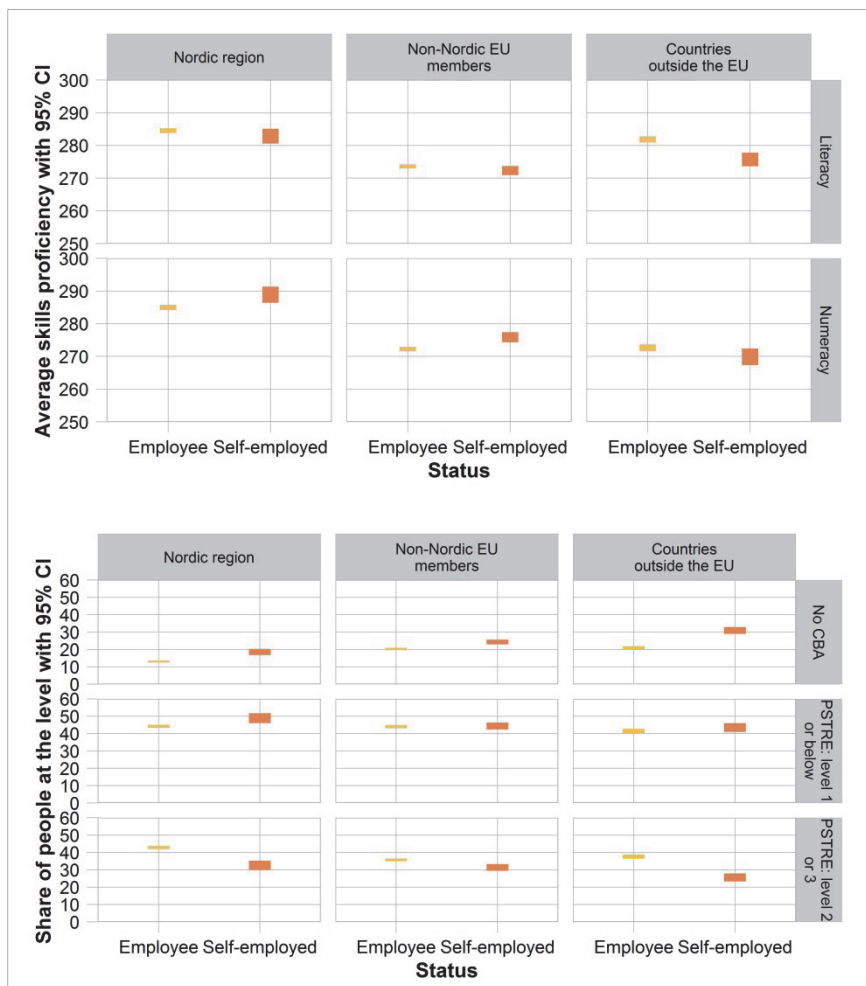 Nordic region
Non-Nordic EU
members
Countries
outside the EU
Average skills proficiency with 95% CI
300
290
280
270
260
250
Literacy
300
290
280
270
260
250
Numeracy
Employee Self-employed
Employee Self-employed
Employee Self-employed
Status
Nordic region
Non-Nordic EU
members
Countries
outside the EU
Share of people at the level with 95% CI
60
50
40
30
20
10
0
No CBA
60
50
40
30
20
10
0
PSTRE: level 1
or below
60
50
40
30
20
10
0
PSTRE: level 2
or 3
Employee Self-employed
Employee Self-employed
Employee Self-employed
Status